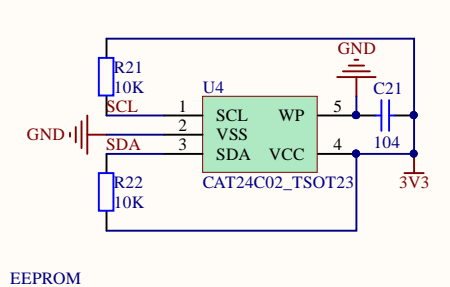 GND
R21
10K
U4
C21
SCL
1
SCL
WP
5
GND
2
VSS
104
SDA
3
SDA
VCC
4
R22
10K
CAT24C02_TSOT23
3V3
EEPROM